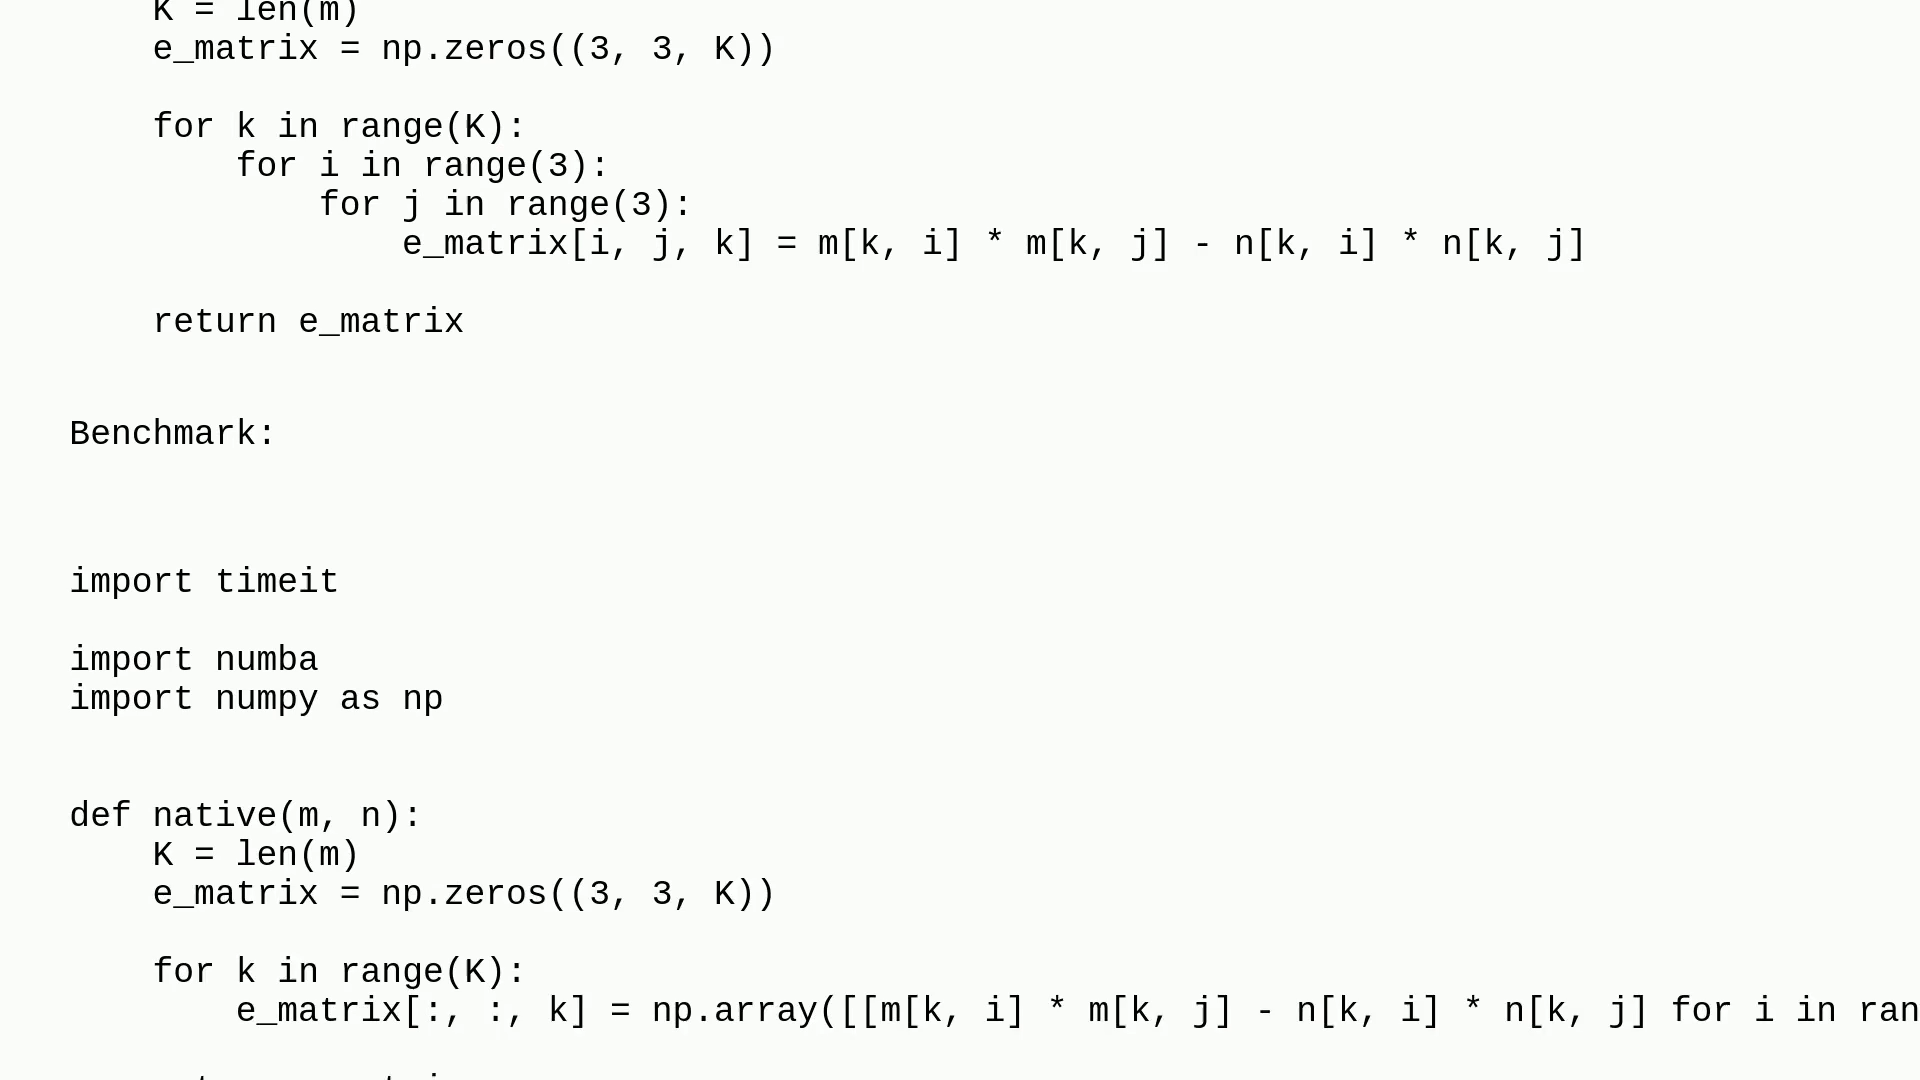 K = len(m)
e_matrix = np.zeros((3, 3, K))
for k in range(K):
for i in range(3):
for j in range(3):
e_matrix[i, j, k] = m[k, i] * m[k, j] - n[k, i] * n[k, j]
return e_matrix
Benchmark:
import timeit
import numba
import numpy as np
def native(m, n):
K = len(m)
e_matrix = np.zeros((3, 3, K))
for k in range(K):
e_matrix[:, :, k] = np.array([[m[k, i] * m[k, j] - n[k, i] * n[k, j] for i in ran